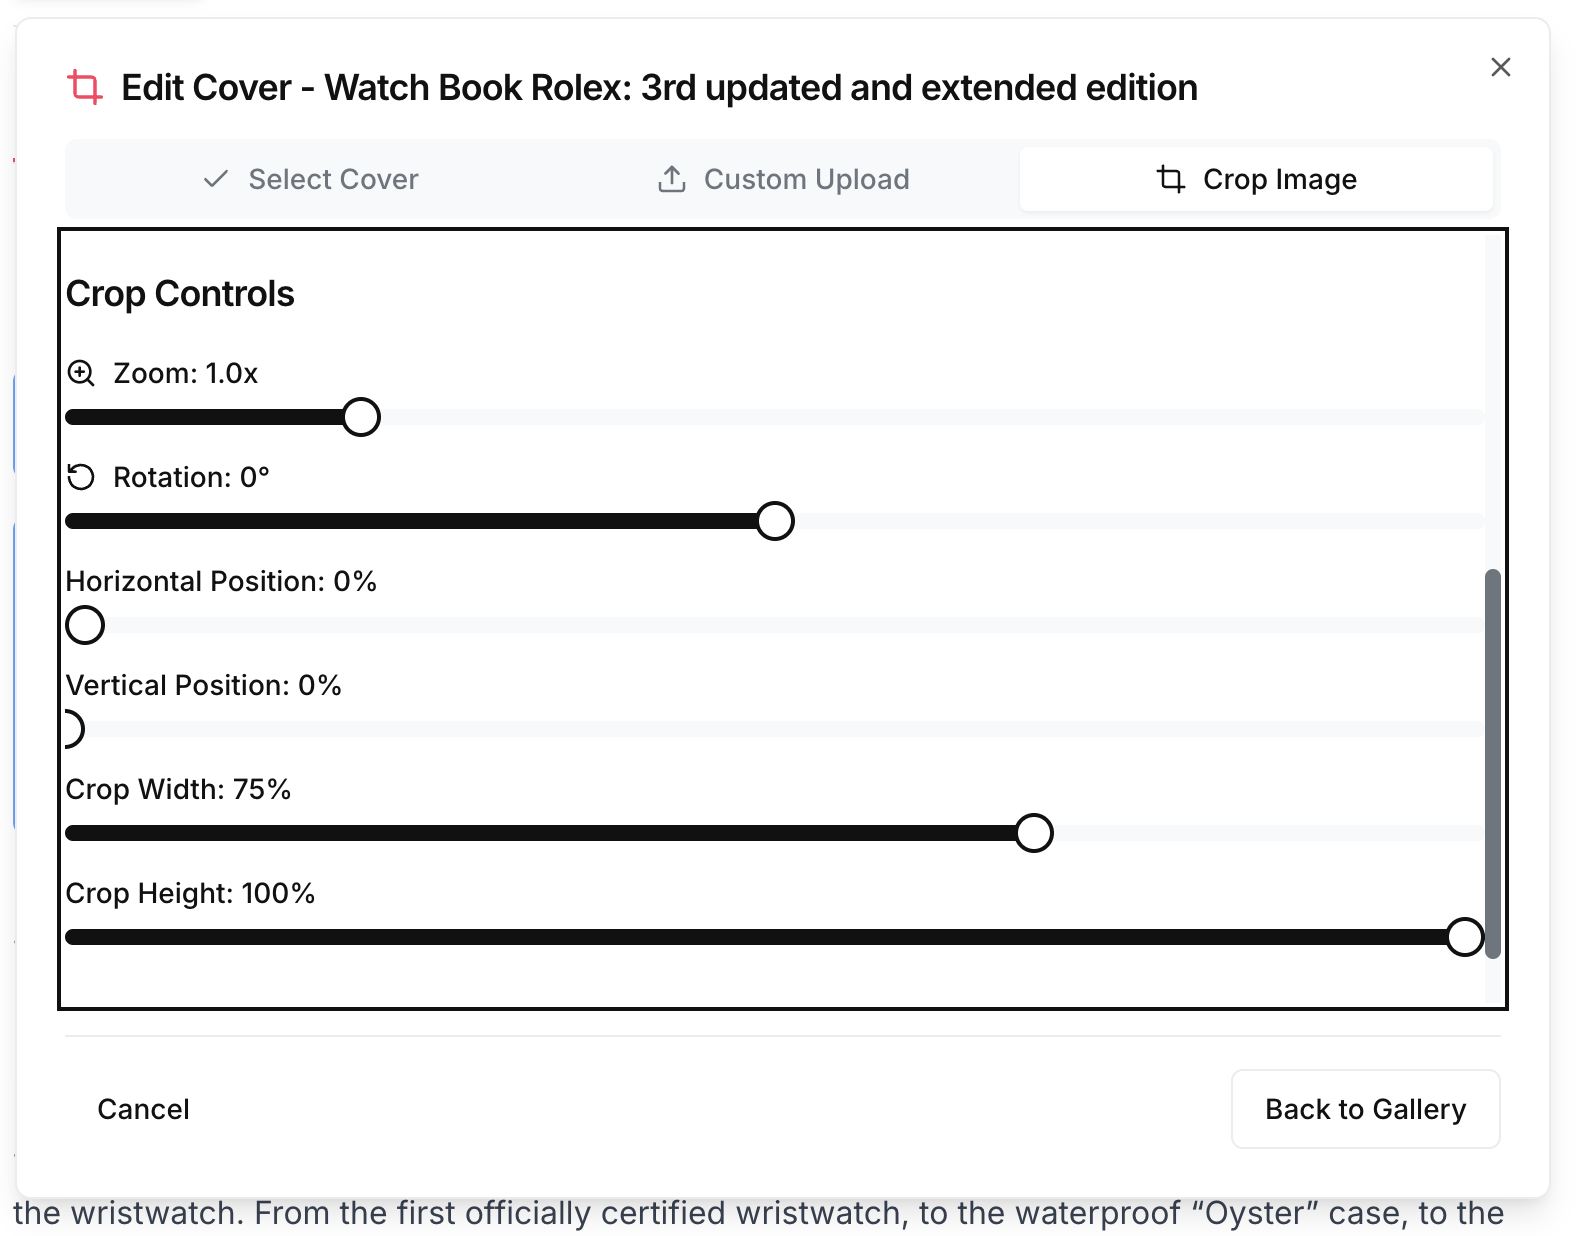 Edit Cover - Watch Book Rolex: 3rd updated and extended edition
Select Cover
Custom Upload
Crop Image
Crop Controls
Zoom: 1.0x
Rotation: 0°
Horizontal Position: 0%
Vertical Position: 0%
Crop Width: 75%
Crop Height: 100%
Cancel
Back to Gallery
the wristwatch. From the first officially certified wristwatch, to the waterproof “Oyster” case, to the